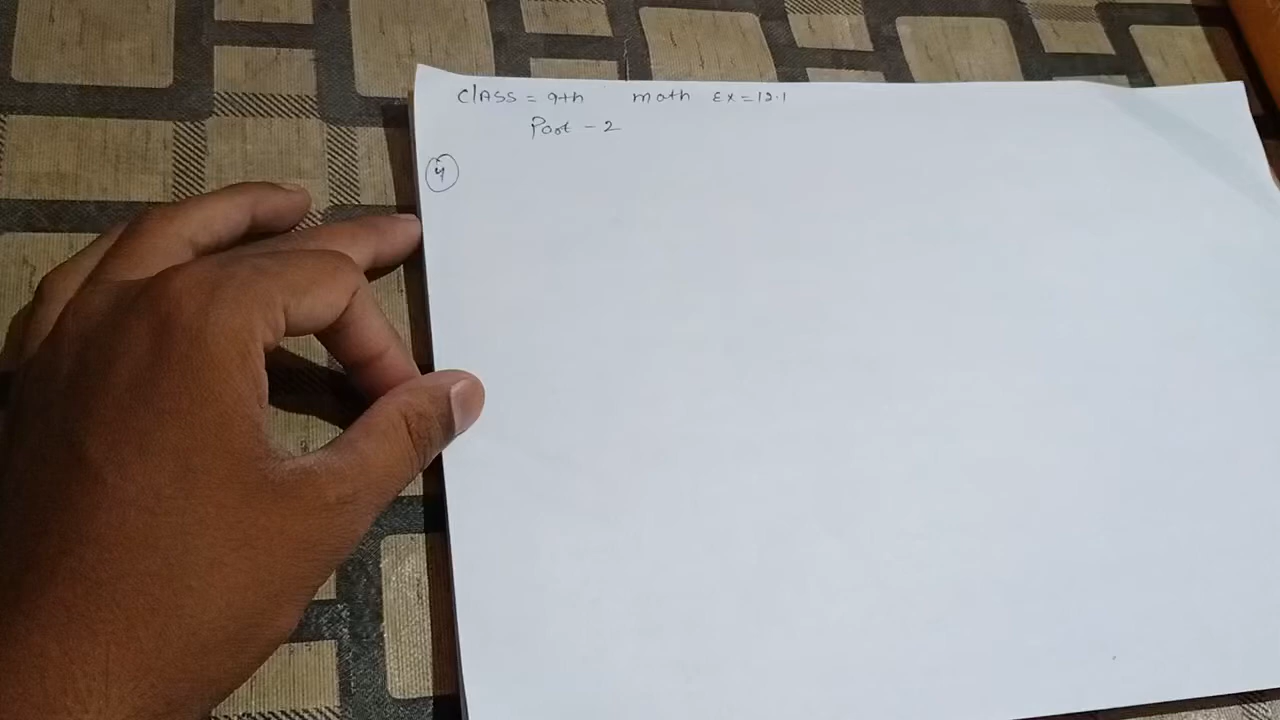 ClASS = 9th math Ex = 12.1
Part - 2
4